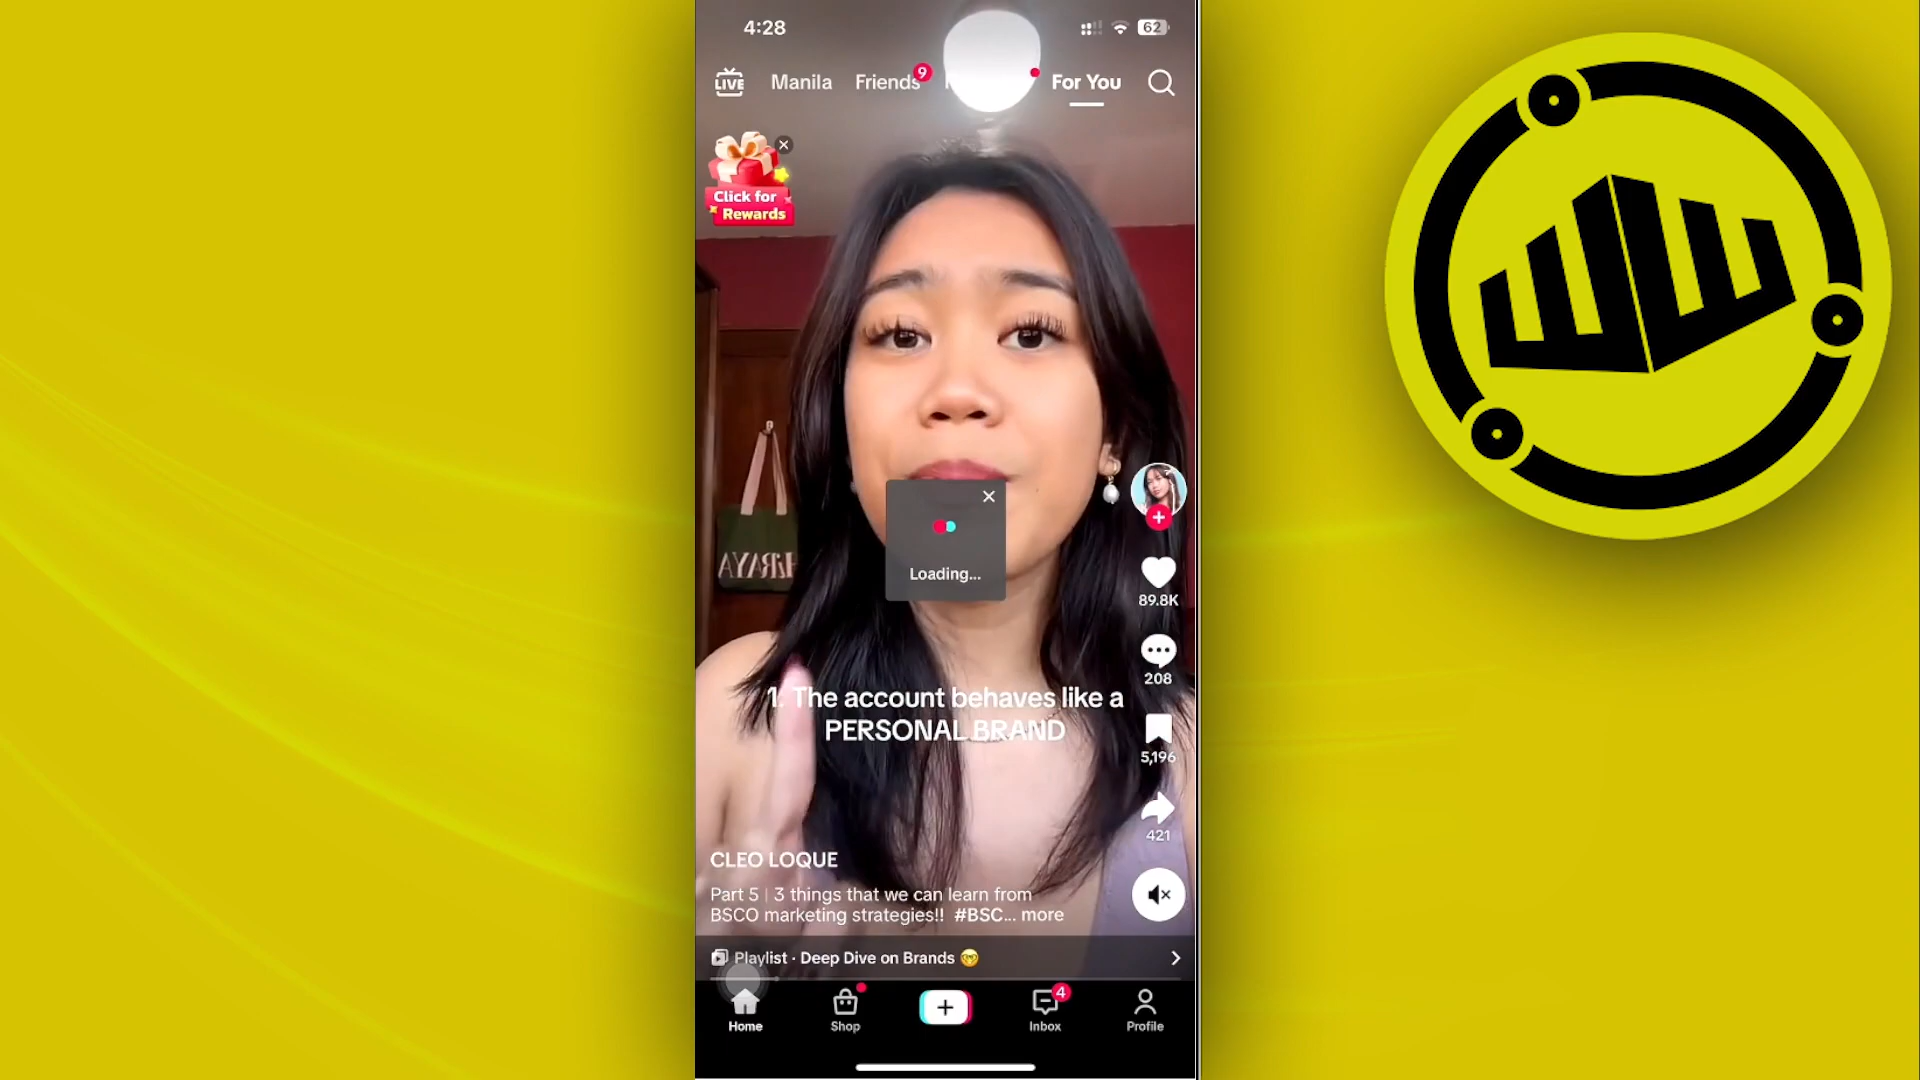 4:28
62
LIVE
Manila
Friends
9
For You
Click for
Rewards
Loading...
89.8K
208
1. The account behaves like a
PERSONAL BRAND
5,196
421
CLEO LOQUE
Part 5 | 3 things that we can learn from
BSCO marketing strategies!! #BSC... more
Playlist · Deep Dive on Brands
4
Home
Shop
Inbox
Profile